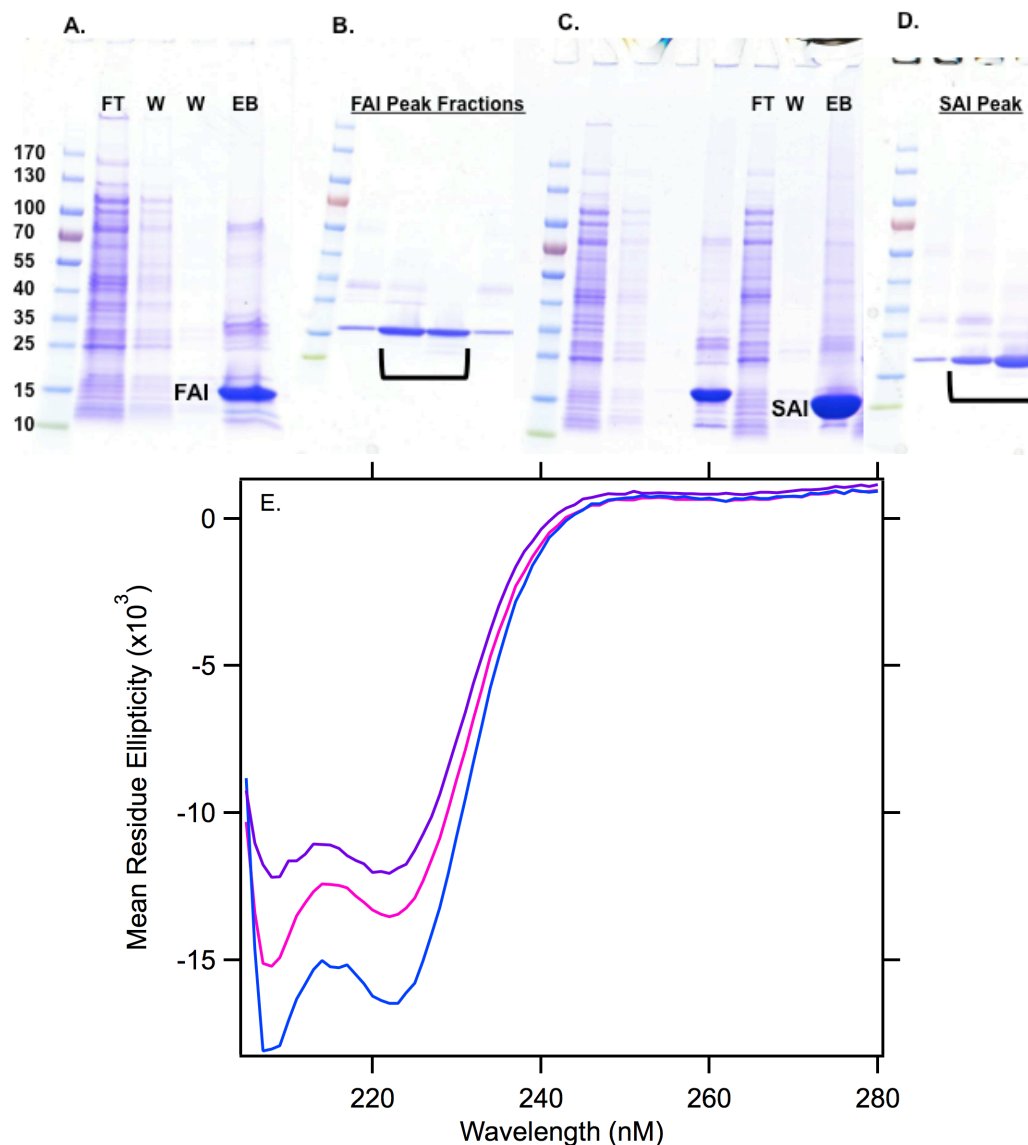 A.
B.
C.
D.
FT W W EB
FAI Peak Fractions
FT W EB
SAI Peak
170
130
100
70
55
40
35
25
15
10
FAI
SAI
E.
0
-5
-10
-15
Mean Residue Ellipticity (x10³)
220 240 260 280
Wavelength (nM)